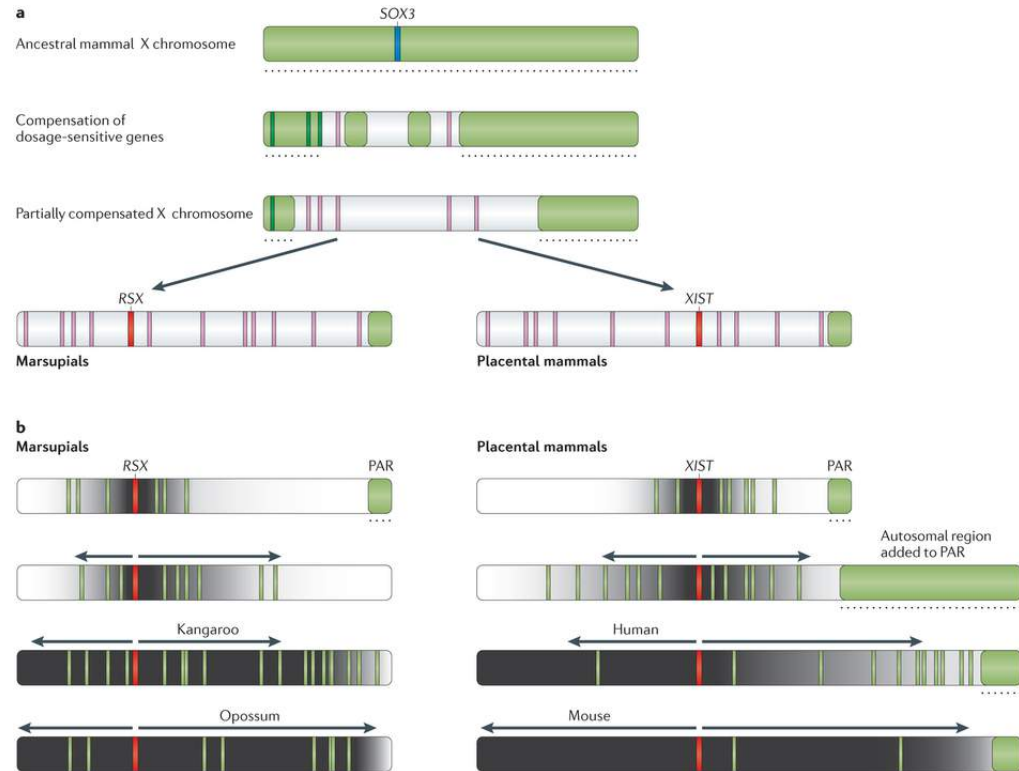 a
SOX3
Ancestral mammal X chromosome
Compensation of
dosage-sensitive genes
Partially compensated X chromosome
RSX
XIST
Marsupials
Placental mammals
b
Marsupials
Placental mammals
RSX
PAR
XIST
PAR
Autosomal region
added to PAR
Kangaroo
Human
Opossum
Mouse